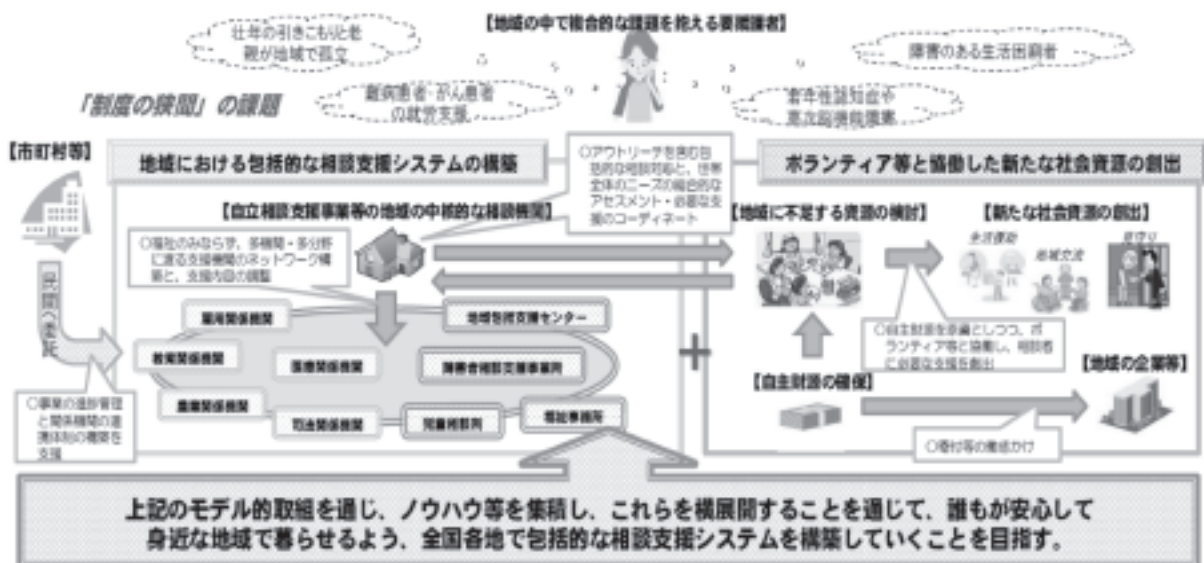 【地域の中で複合的な課題を抱える要援護者】
壮年の引きこもりと老
親が地域で孤立
障害のある生活困窮者
難病患者・がん患者
の就労支援
若年性認知症や
高次脳機能障害
「制度の狭間」の課題
【市町村等】
地域における包括的な相談支援システムの構築
ボランティア等と協働した新たな社会資源の創出
○アウトリーチを含む包
括的な相談対応と、世帯
全体のニーズの総合的な
アセスメント・必要な支
援のコーディネート
【自立相談支援事業等の地域の中核的な相談機関】
【地域に不足する資源の検討】
【新たな社会資源の創出】
○福祉のみならず、多機関・多分野
に渡る支援機関のネットワーク構
築と、支援内容の調整
生活援助
地域交流
見守り
民間へ委託
雇用関係機関
地域包括支援センター
教育関係機関
医療関係機関
障害者相談支援事業所
農業関係機関
司法関係機関
児童相談所
福祉事務所
○事業の進捗管理
と関係機関の連
携体制の構築を
支援
+
○自主財源を原資としつつ、ボ
ランティア等と協働し、相談者
に必要な支援を創出
【自主財源の確保】
【地域の企業等】
○寄付等の働きかけ
上記のモデル的取組を通じ、ノウハウ等を集積し、これらを横展開することを通じて、誰もが安心して
身近な地域で暮らせるよう、全国各地で包括的な相談支援システムを構築していくことを目指す。